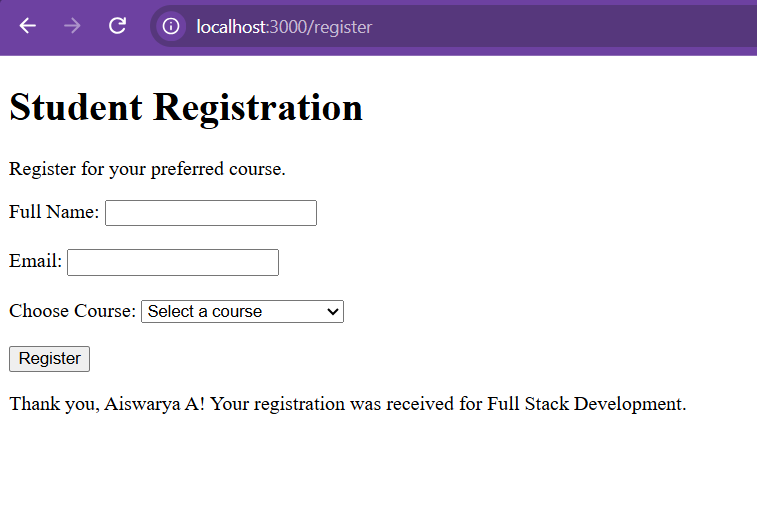 localhost:3000/register
Student Registration
Register for your preferred course.
Full Name:
Email:
Choose Course: Select a course
Register
Thank you, Aiswarya A! Your registration was received for Full Stack Development.